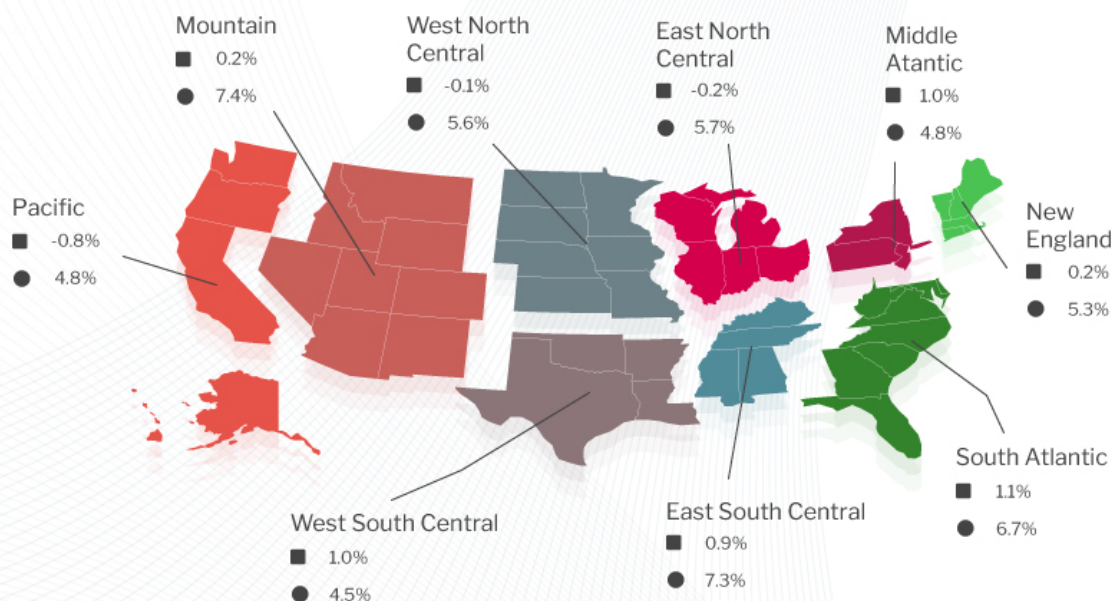 Mountain
0.2%
7.4%
West North
Central
-0.1%
5.6%
East North
Central
-0.2%
5.7%
Middle
Atantic
1.0%
4.8%
Pacific
-0.8%
4.8%
New
England
0.2%
5.3%
South Atlantic
1.1%
6.7%
West South Central
1.0%
4.5%
East South Central
0.9%
7.3%